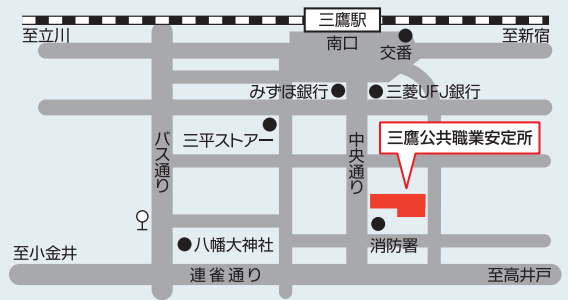 三鷹駅
至立川
南口
交番
至新宿
みずほ銀行
三菱UFJ銀行
三平ストアー
バス通り
中央通り
三鷹公共職業安定所
八幡大神社
消防署
至小金井
連雀通り
至高井戸